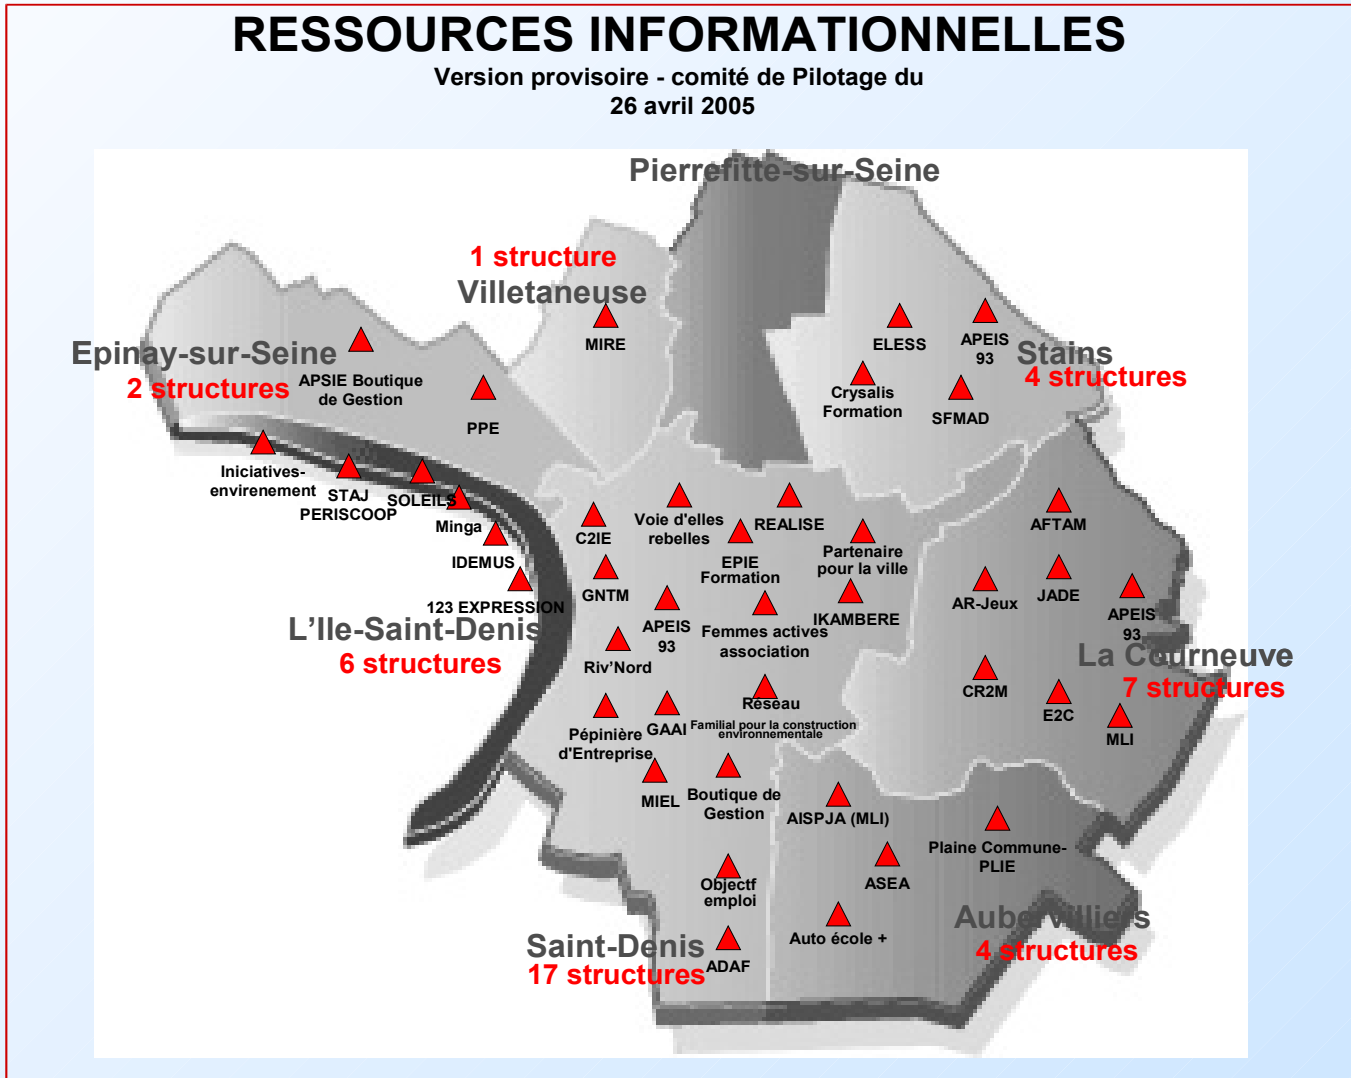 RESSOURCES INFORMATIONNELLES
Version provisoire - comité de Pilotage du
26 avril 2005
Pierrefitte-sur-Seine
1 structure
Villetaneuse
MIRE
Epinay-sur-Seine
2 structures
APSIE Boutique
de Gestion
PPE
ELESS
APEIS
93
Stains
4 structures
Crysalis
Formation
SFMAD
Iniciatives-
envirenement
STAJ
PERISCOOP
SOLEILS
Minga
IDEMUS
123 EXPRESSION
L'Ile-Saint-Denis
6 structures
C2IE
Voie d'elles
rebelles
REALISE
EPIE
Formation
Partenaire
pour la ville
GNTM
APEIS
93
Femmes actives
association
IKAMBERE
Riv'Nord
Réseau
Familial pour la construction
environnementale
Pépinière
d'Entreprise
GAAI
MIEL
Boutique de
Gestion
Objectf
emploi
ADAF
Saint-Denis
17 structures
AFTAM
AR-Jeux
JADE
APEIS
93
La Courneuve
7 structures
CR2M
E2C
MLI
AISPJA (MLI)
Plaine Commune-
PLIE
ASEA
Auto école +
Aubervilliers
4 structures